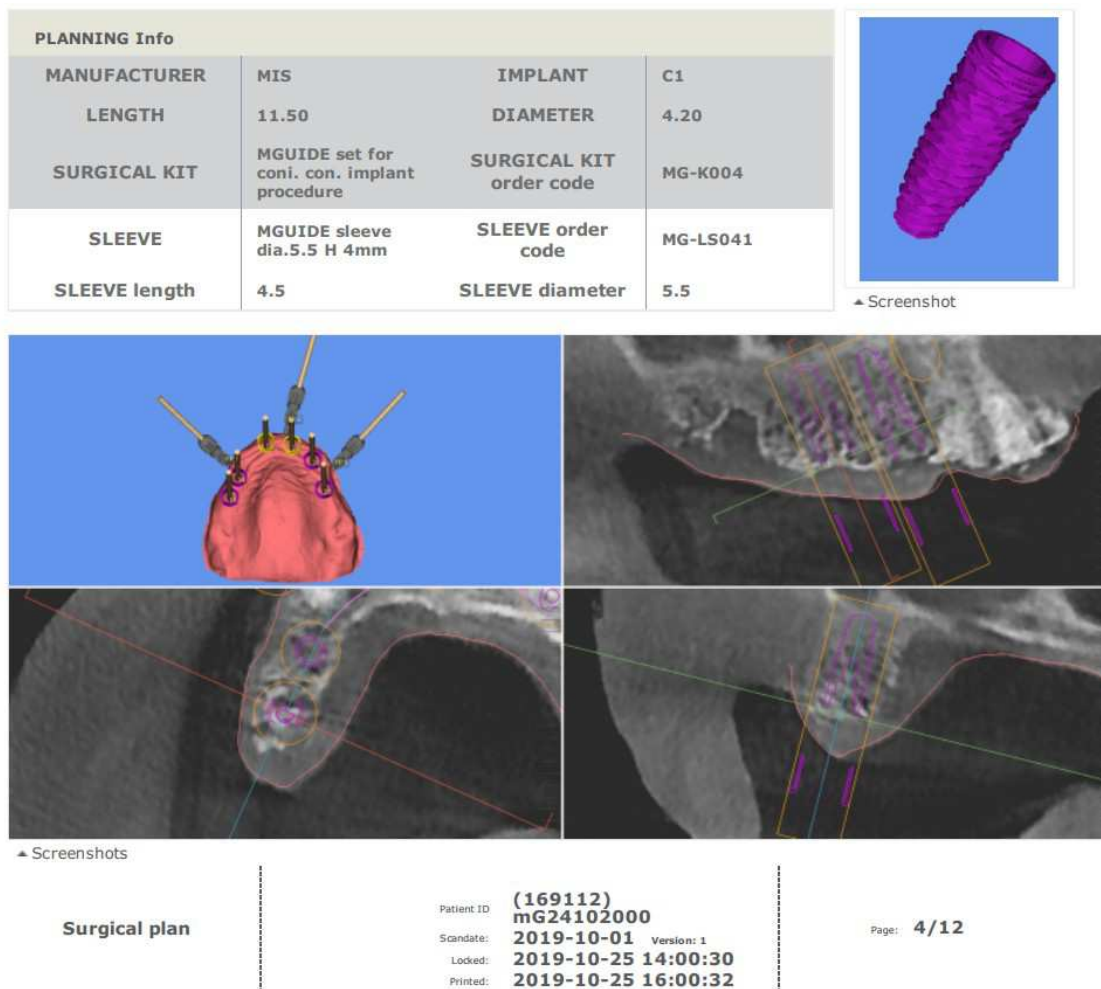 PLANNING Info
MANUFACTURER MIS IMPLANT C1
LENGTH 11.50 DIAMETER 4.20
SURGICAL KIT MGUIDE set for coni. con. implant procedure SURGICAL KIT order code MG-K004
SLEEVE MGUIDE sleeve dia.5.5 H 4mm SLEEVE order code MG-LS041
SLEEVE length 4.5 SLEEVE diameter 5.5
▲ Screenshot
▲ Screenshots
Surgical plan
Patient ID (169112) mG24102000
Scandate: 2019-10-01 Version: 1
Locked: 2019-10-25 14:00:30
Printed: 2019-10-25 16:00:32
Page: 4/12